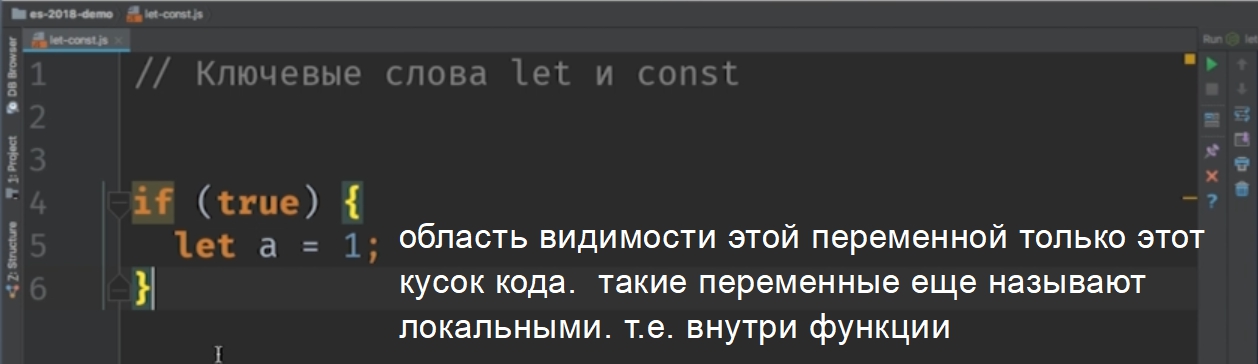 es-2018-demo let-const.js
let-const.js
Run let
DB Browser
1: Project
Z: Structure
1 // Ключевые слова let и const
2
3
4 if (true) {
5 let a = 1;
6 }
область видимости этой переменной только этот
кусок кода. такие переменные еще называют
локальными. т.е. внутри функции